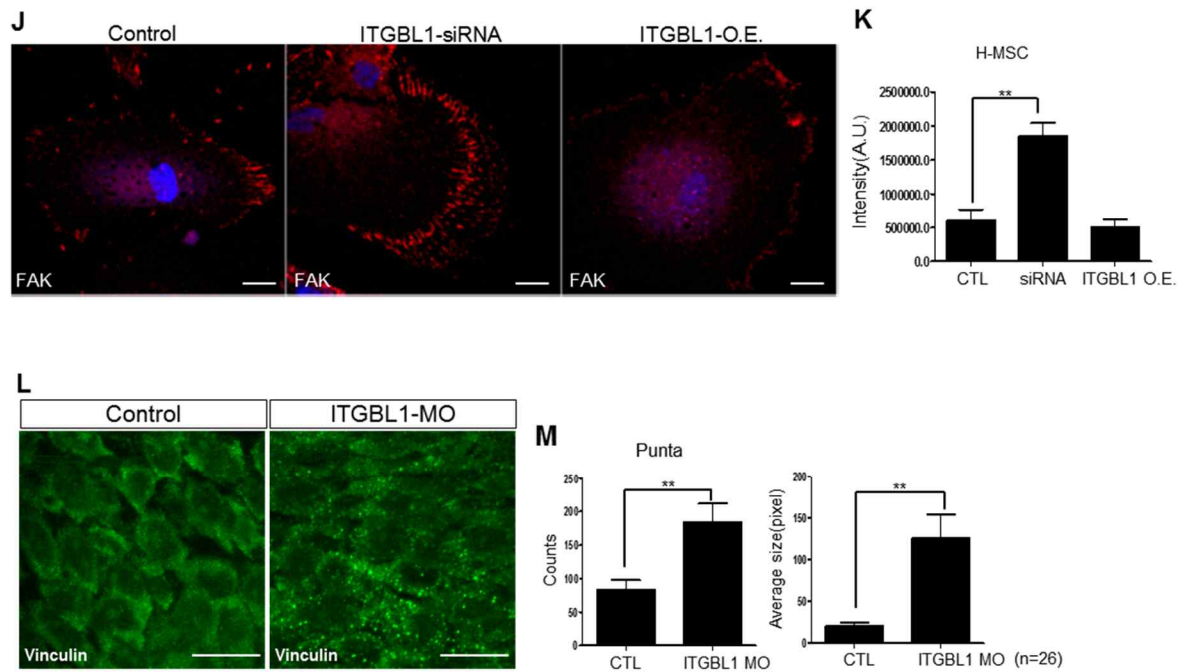 J
Control
ITGBL1-siRNA
ITGBL1-O.E.
FAK
FAK
FAK
K
H-MSC
**
Intensity(A.U.)
2500000.0
2000000.0
1500000.0
1000000.0
500000.0
0.0
CTL
siRNA
ITGBL1 O.E.
L
Control
ITGBL1-MO
Vinculin
Vinculin
M
Punta
**
Counts
250
200
150
100
50
0
CTL
ITGBL1 MO
**
Average size(pixel)
200
150
100
50
0
CTL
ITGBL1 MO (n=26)